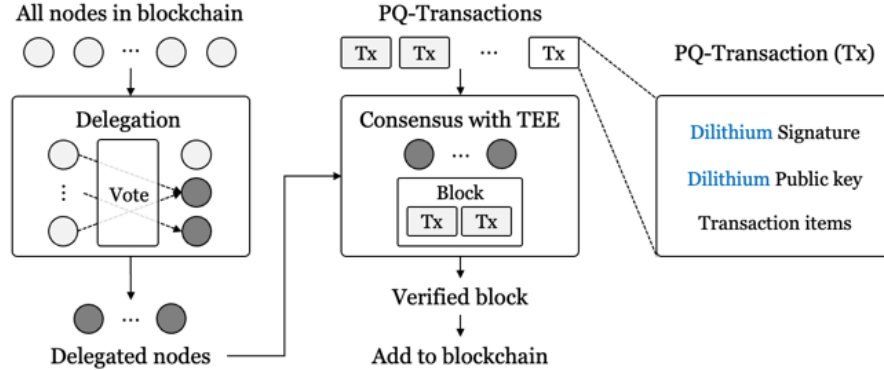 All nodes in blockchain
...
Delegation
Vote
...
Delegated nodes
PQ-Transactions
Tx Tx ... Tx
Consensus with TEE
...
Block
Tx Tx
Verified block
Add to blockchain
PQ-Transaction (Tx)
Dilithium Signature
Dilithium Public key
Transaction items